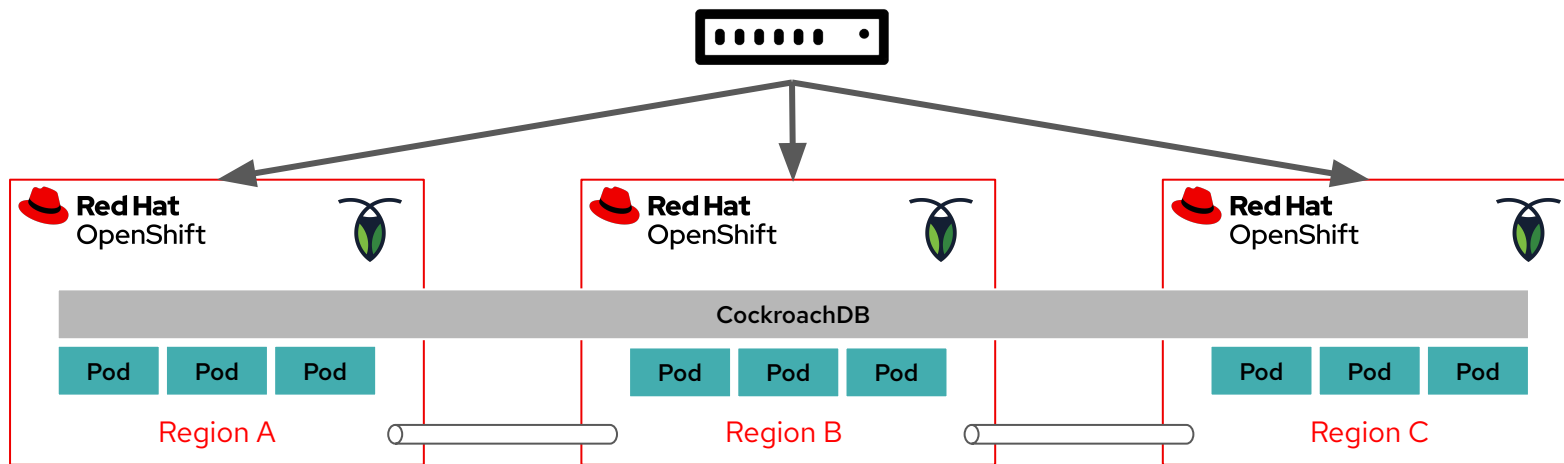 Red Hat
OpenShift
Red Hat
OpenShift
Red Hat
OpenShift
CockroachDB
Pod Pod Pod Pod Pod Pod Pod Pod Pod
Region A Region B Region C